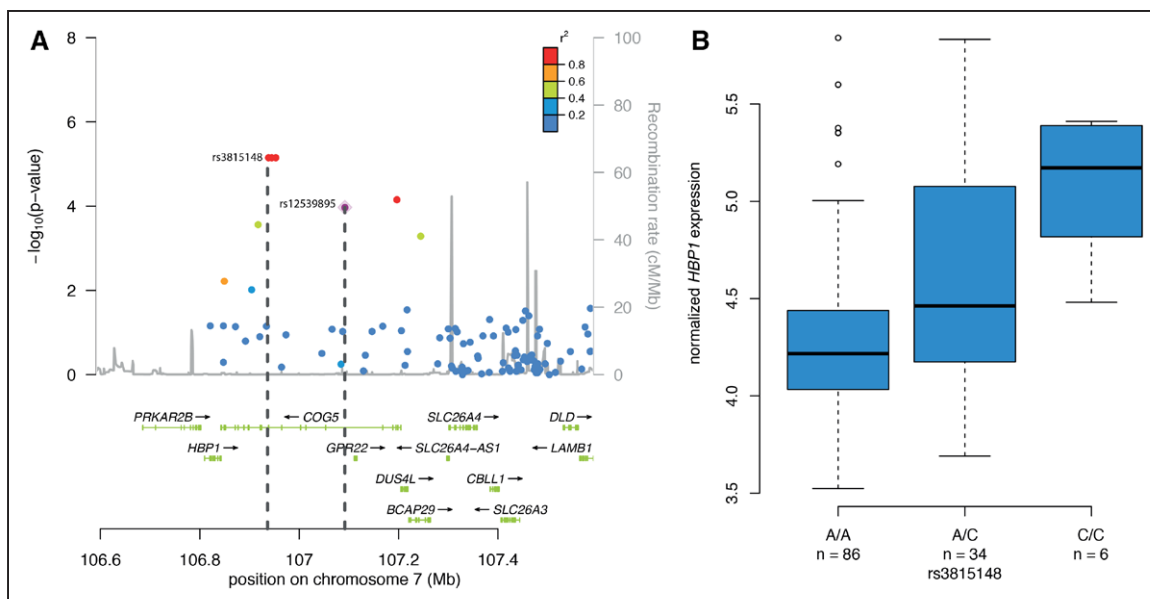 A
8
6
4
2
0
−log10(p−value)
r²
0.8
0.6
0.4
0.2
100
80
60
40
20
0
Recombination rate (cM/Mb)
rs3815148
rs12539895
PRKAR2B → ← COG5 SLC26A4 → DLD →
HBP1 → GPR22 → ← SLC26A4−AS1 ← LAMB1
DUS4L → CBLL1 →
BCAP29 → ← SLC26A3
106.6 106.8 107 107.2 107.4
position on chromosome 7 (Mb)
B
normalized HBP1 expression
5.5
5.0
4.5
4.0
3.5
A/A A/C C/C
n = 86 n = 34 n = 6
rs3815148